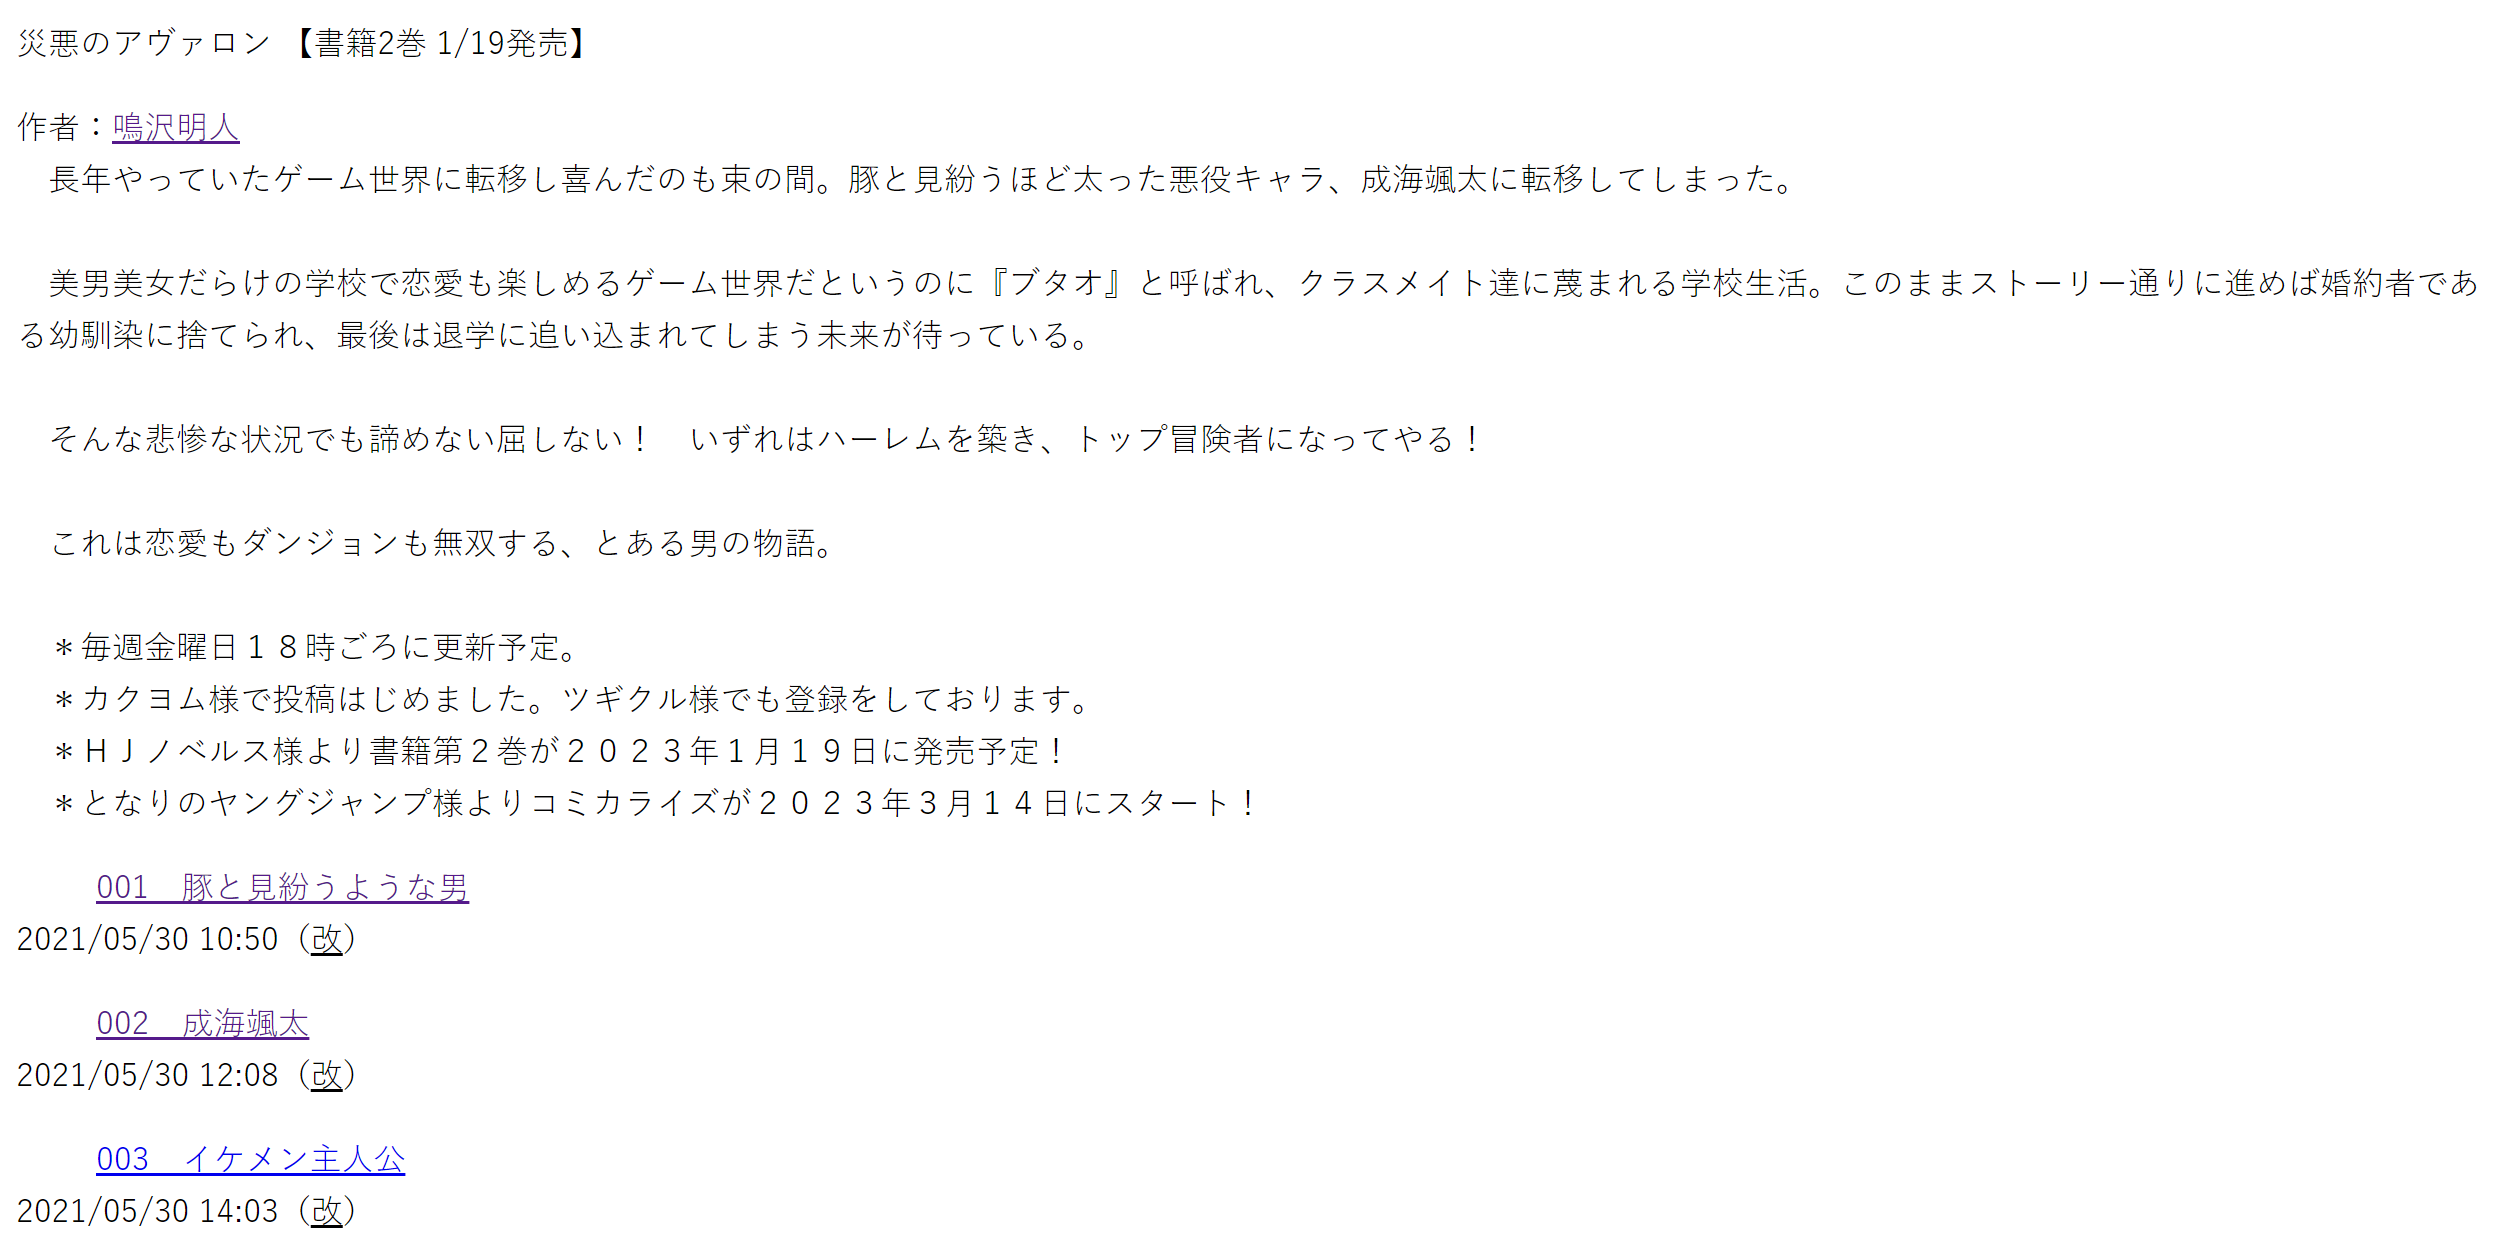 災悪のアヴァロン 【書籍2巻 1/19発売】
作者：鳴沢明人
　長年やっていたゲーム世界に転移し喜んだのも束の間。豚と見紛うほど太った悪役キャラ、成海颯太に転移してしまった。
　美男美女だらけの学校で恋愛も楽しめるゲーム世界だというのに『ブタオ』と呼ばれ、クラスメイト達に蔑まれる学校生活。このままストーリー通りに進めば婚約者であ
る幼馴染に捨てられ、最後は退学に追い込まれてしまう未来が待っている。
　そんな悲惨な状況でも諦めない屈しない！　いずれはハーレムを築き、トップ冒険者になってやる！
　これは恋愛もダンジョンも無双する、とある男の物語。
　＊毎週金曜日１８時ごろに更新予定。
　＊カクヨム様で投稿はじめました。ツギクル様でも登録をしております。
　＊ＨＪノベルス様より書籍第２巻が２０２３年１月１９日に発売予定！
　＊となりのヤングジャンプ様よりコミカライズが２０２３年３月１４日にスタート！
001　豚と見紛うような男
2021/05/30 10:50（改）
002　成海颯太
2021/05/30 12:08（改）
003　イケメン主人公
2021/05/30 14:03（改）